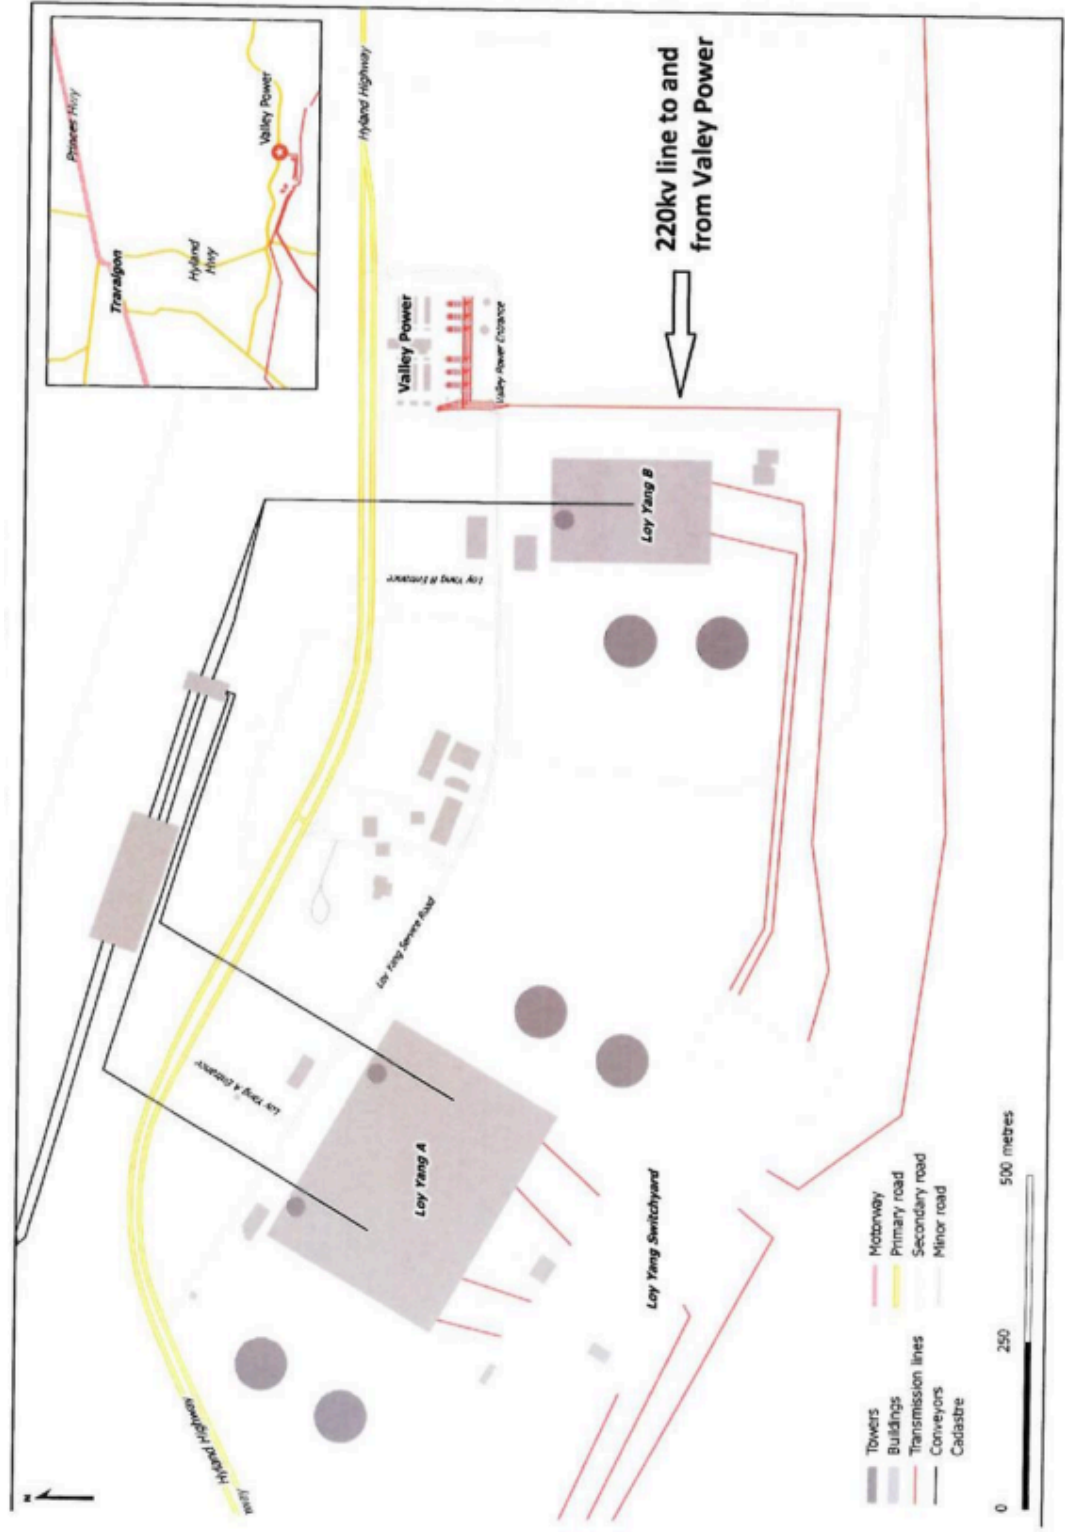 N
Hyland Highway
Hyland Highway
Princes Hwy
Traralgon
Hyland
Hwy
Valley Power
Valley Power
Valley Power Entrance
220kv line to and
from Valey Power
Loy Yang B
Loy Yang B Entrance
Loy Yang Service Road
Loy Yang A Entrance
Loy Yang A
Loy Yang Switchyard
Towers
Buildings
Transmission lines
Conveyors
Cadastre
Motorway
Primary road
Secondary road
Minor road
0
250
500 metres